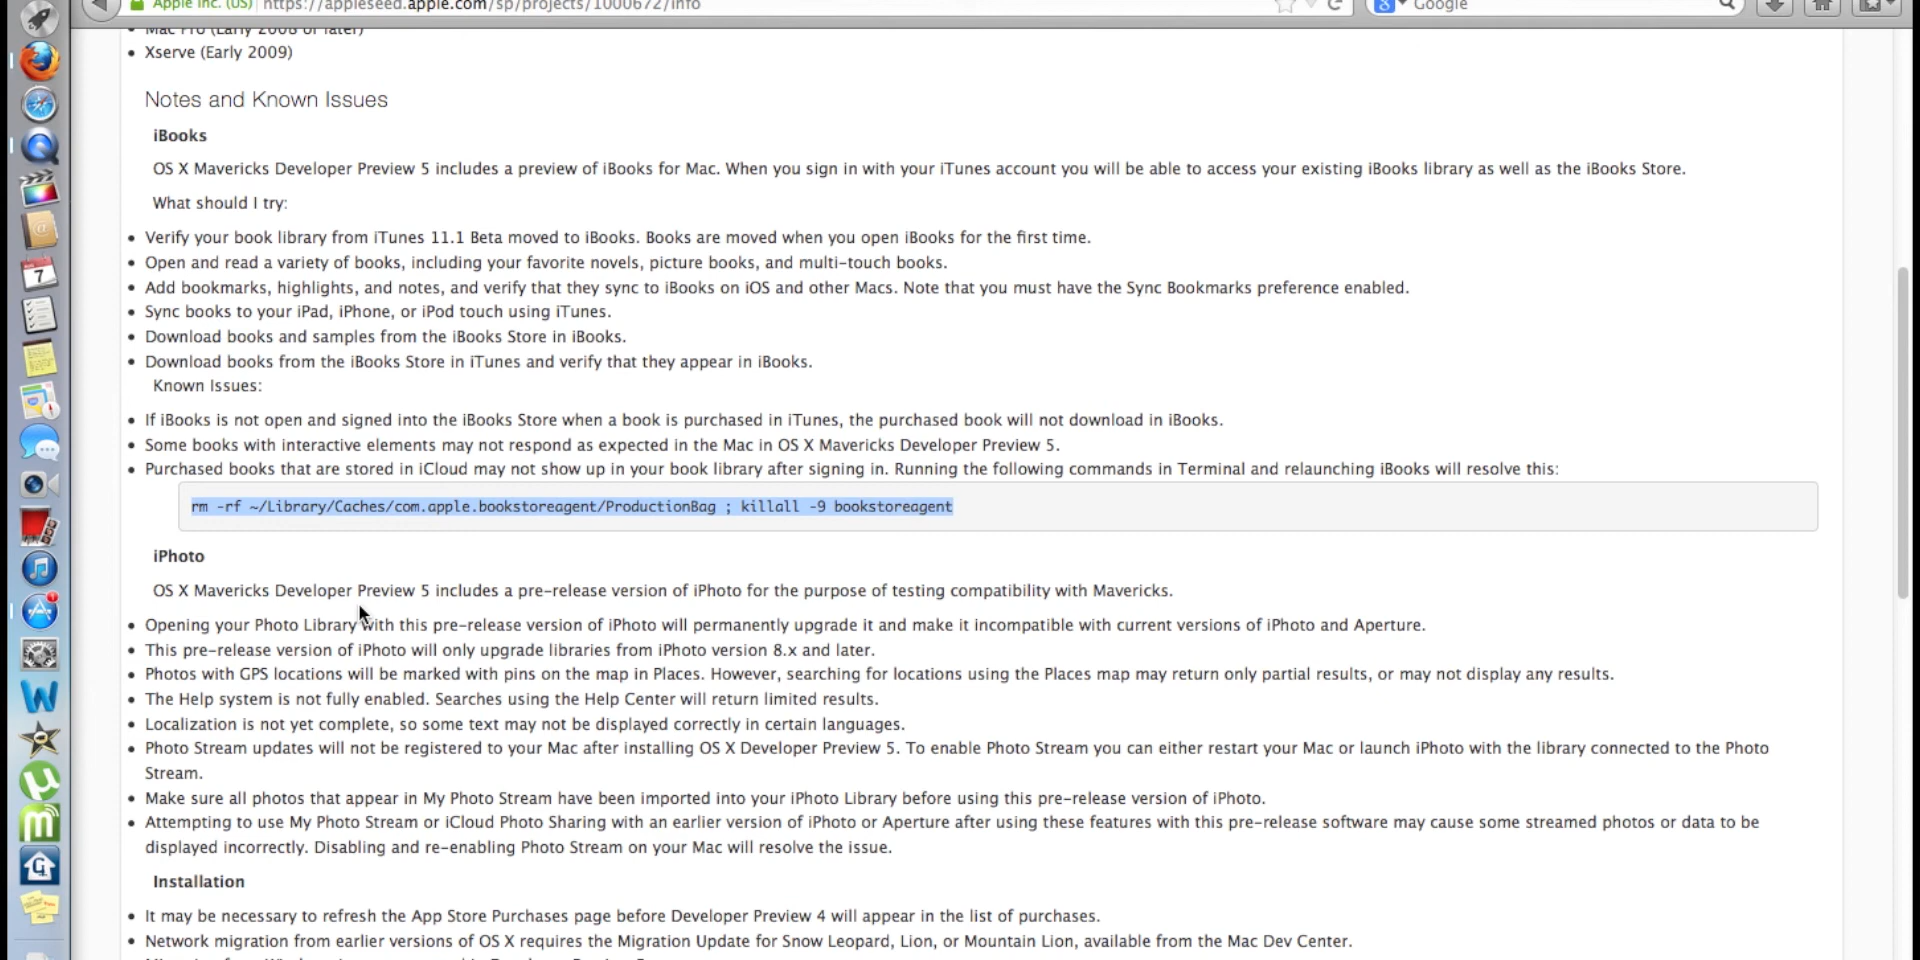 Apple Inc. (US) https://appleseed.apple.com/sp/projects/1000672/info
Google
Mac Pro (Early 2008 or later)
• Xserve (Early 2009)
Notes and Known Issues
iBooks
OS X Mavericks Developer Preview 5 includes a preview of iBooks for Mac. When you sign in with your iTunes account you will be able to access your existing iBooks library as well as the iBooks Store.
What should I try:
• Verify your book library from iTunes 11.1 Beta moved to iBooks. Books are moved when you open iBooks for the first time.
• Open and read a variety of books, including your favorite novels, picture books, and multi-touch books.
• Add bookmarks, highlights, and notes, and verify that they sync to iBooks on iOS and other Macs. Note that you must have the Sync Bookmarks preference enabled.
• Sync books to your iPad, iPhone, or iPod touch using iTunes.
• Download books and samples from the iBooks Store in iBooks.
• Download books from the iBooks Store in iTunes and verify that they appear in iBooks.
Known Issues:
• If iBooks is not open and signed into the iBooks Store when a book is purchased in iTunes, the purchased book will not download in iBooks.
• Some books with interactive elements may not respond as expected in the Mac in OS X Mavericks Developer Preview 5.
• Purchased books that are stored in iCloud may not show up in your book library after signing in. Running the following commands in Terminal and relaunching iBooks will resolve this:
rm -rf ~/Library/Caches/com.apple.bookstoreagent/ProductionBag ; killall -9 bookstoreagent
iPhoto
OS X Mavericks Developer Preview 5 includes a pre-release version of iPhoto for the purpose of testing compatibility with Mavericks.
• Opening your Photo Library with this pre-release version of iPhoto will permanently upgrade it and make it incompatible with current versions of iPhoto and Aperture.
• This pre-release version of iPhoto will only upgrade libraries from iPhoto version 8.x and later.
• Photos with GPS locations will be marked with pins on the map in Places. However, searching for locations using the Places map may return only partial results, or may not display any results.
• The Help system is not fully enabled. Searches using the Help Center will return limited results.
• Localization is not yet complete, so some text may not be displayed correctly in certain languages.
• Photo Stream updates will not be registered to your Mac after installing OS X Developer Preview 5. To enable Photo Stream you can either restart your Mac or launch iPhoto with the library connected to the Photo
Stream.
• Make sure all photos that appear in My Photo Stream have been imported into your iPhoto Library before using this pre-release version of iPhoto.
• Attempting to use My Photo Stream or iCloud Photo Sharing with an earlier version of iPhoto or Aperture after using these features with this pre-release software may cause some streamed photos or data to be
displayed incorrectly. Disabling and re-enabling Photo Stream on your Mac will resolve the issue.
Installation
• It may be necessary to refresh the App Store Purchases page before Developer Preview 4 will appear in the list of purchases.
• Network migration from earlier versions of OS X requires the Migration Update for Snow Leopard, Lion, or Mountain Lion, available from the Mac Dev Center.